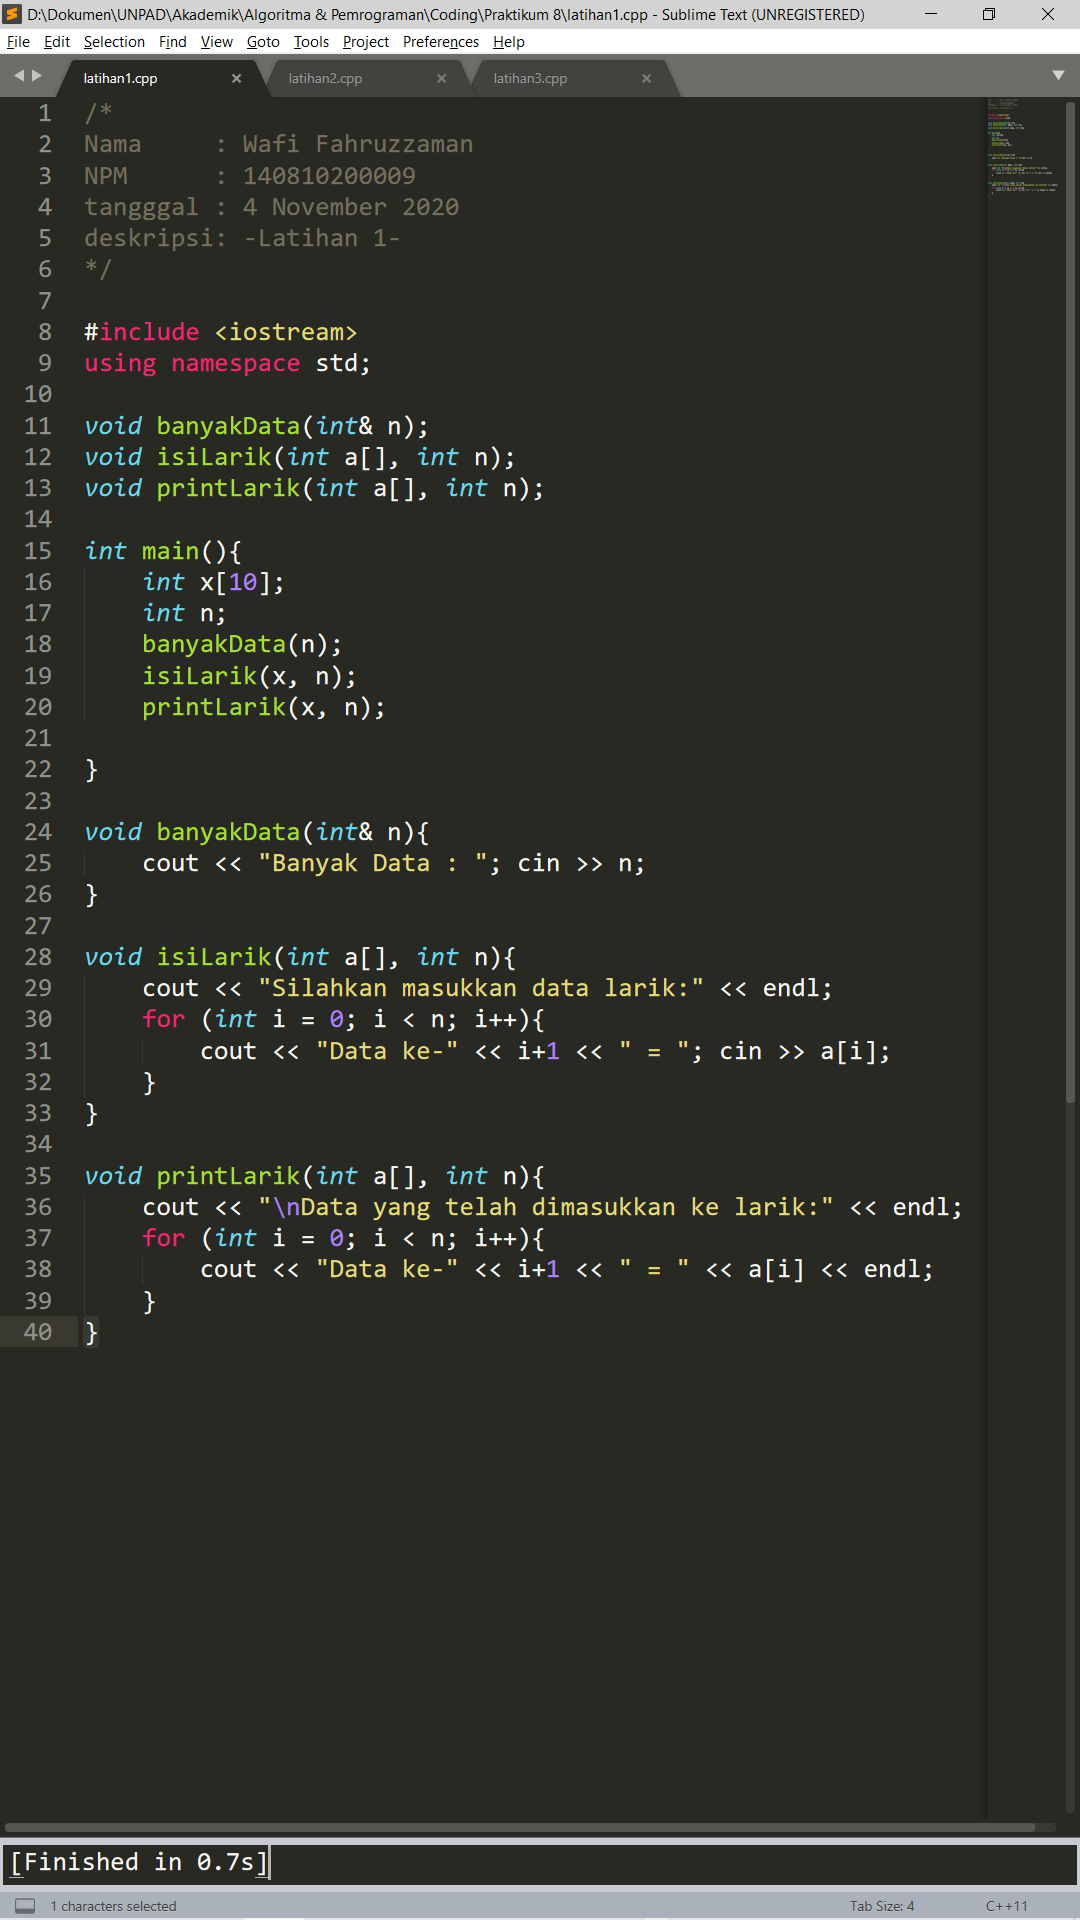 D:\Dokumen\UNPAD\Akademik\Algoritma & Pemrograman\Coding\Praktikum 8\latihan1.cpp - Sublime Text (UNREGISTERED)
File Edit Selection Find View Goto Tools Project Preferences Help
latihan1.cpp × latihan2.cpp × latihan3.cpp ×
1 /*
2 Nama     : Wafi Fahruzzaman
3 NPM      : 140810200009
4 tangggal : 4 November 2020
5 deskripsi: -Latihan 1-
6 */
7
8 #include <iostream>
9 using namespace std;
10
11 void banyakData(int& n);
12 void isiLarik(int a[], int n);
13 void printLarik(int a[], int n);
14
15 int main(){
16     int x[10];
17     int n;
18     banyakData(n);
19     isiLarik(x, n);
20     printLarik(x, n);
21
22 }
23
24 void banyakData(int& n){
25     cout << "Banyak Data : "; cin >> n;
26 }
27
28 void isiLarik(int a[], int n){
29     cout << "Silahkan masukkan data larik:" << endl;
30     for (int i = 0; i < n; i++){
31         cout << "Data ke-" << i+1 << " = "; cin >> a[i];
32     }
33 }
34
35 void printLarik(int a[], int n){
36     cout << "\nData yang telah dimasukkan ke larik:" << endl;
37     for (int i = 0; i < n; i++){
38         cout << "Data ke-" << i+1 << " = " << a[i] << endl;
39     }
40 }
[Finished in 0.7s]
1 characters selected Tab Size: 4 C++11